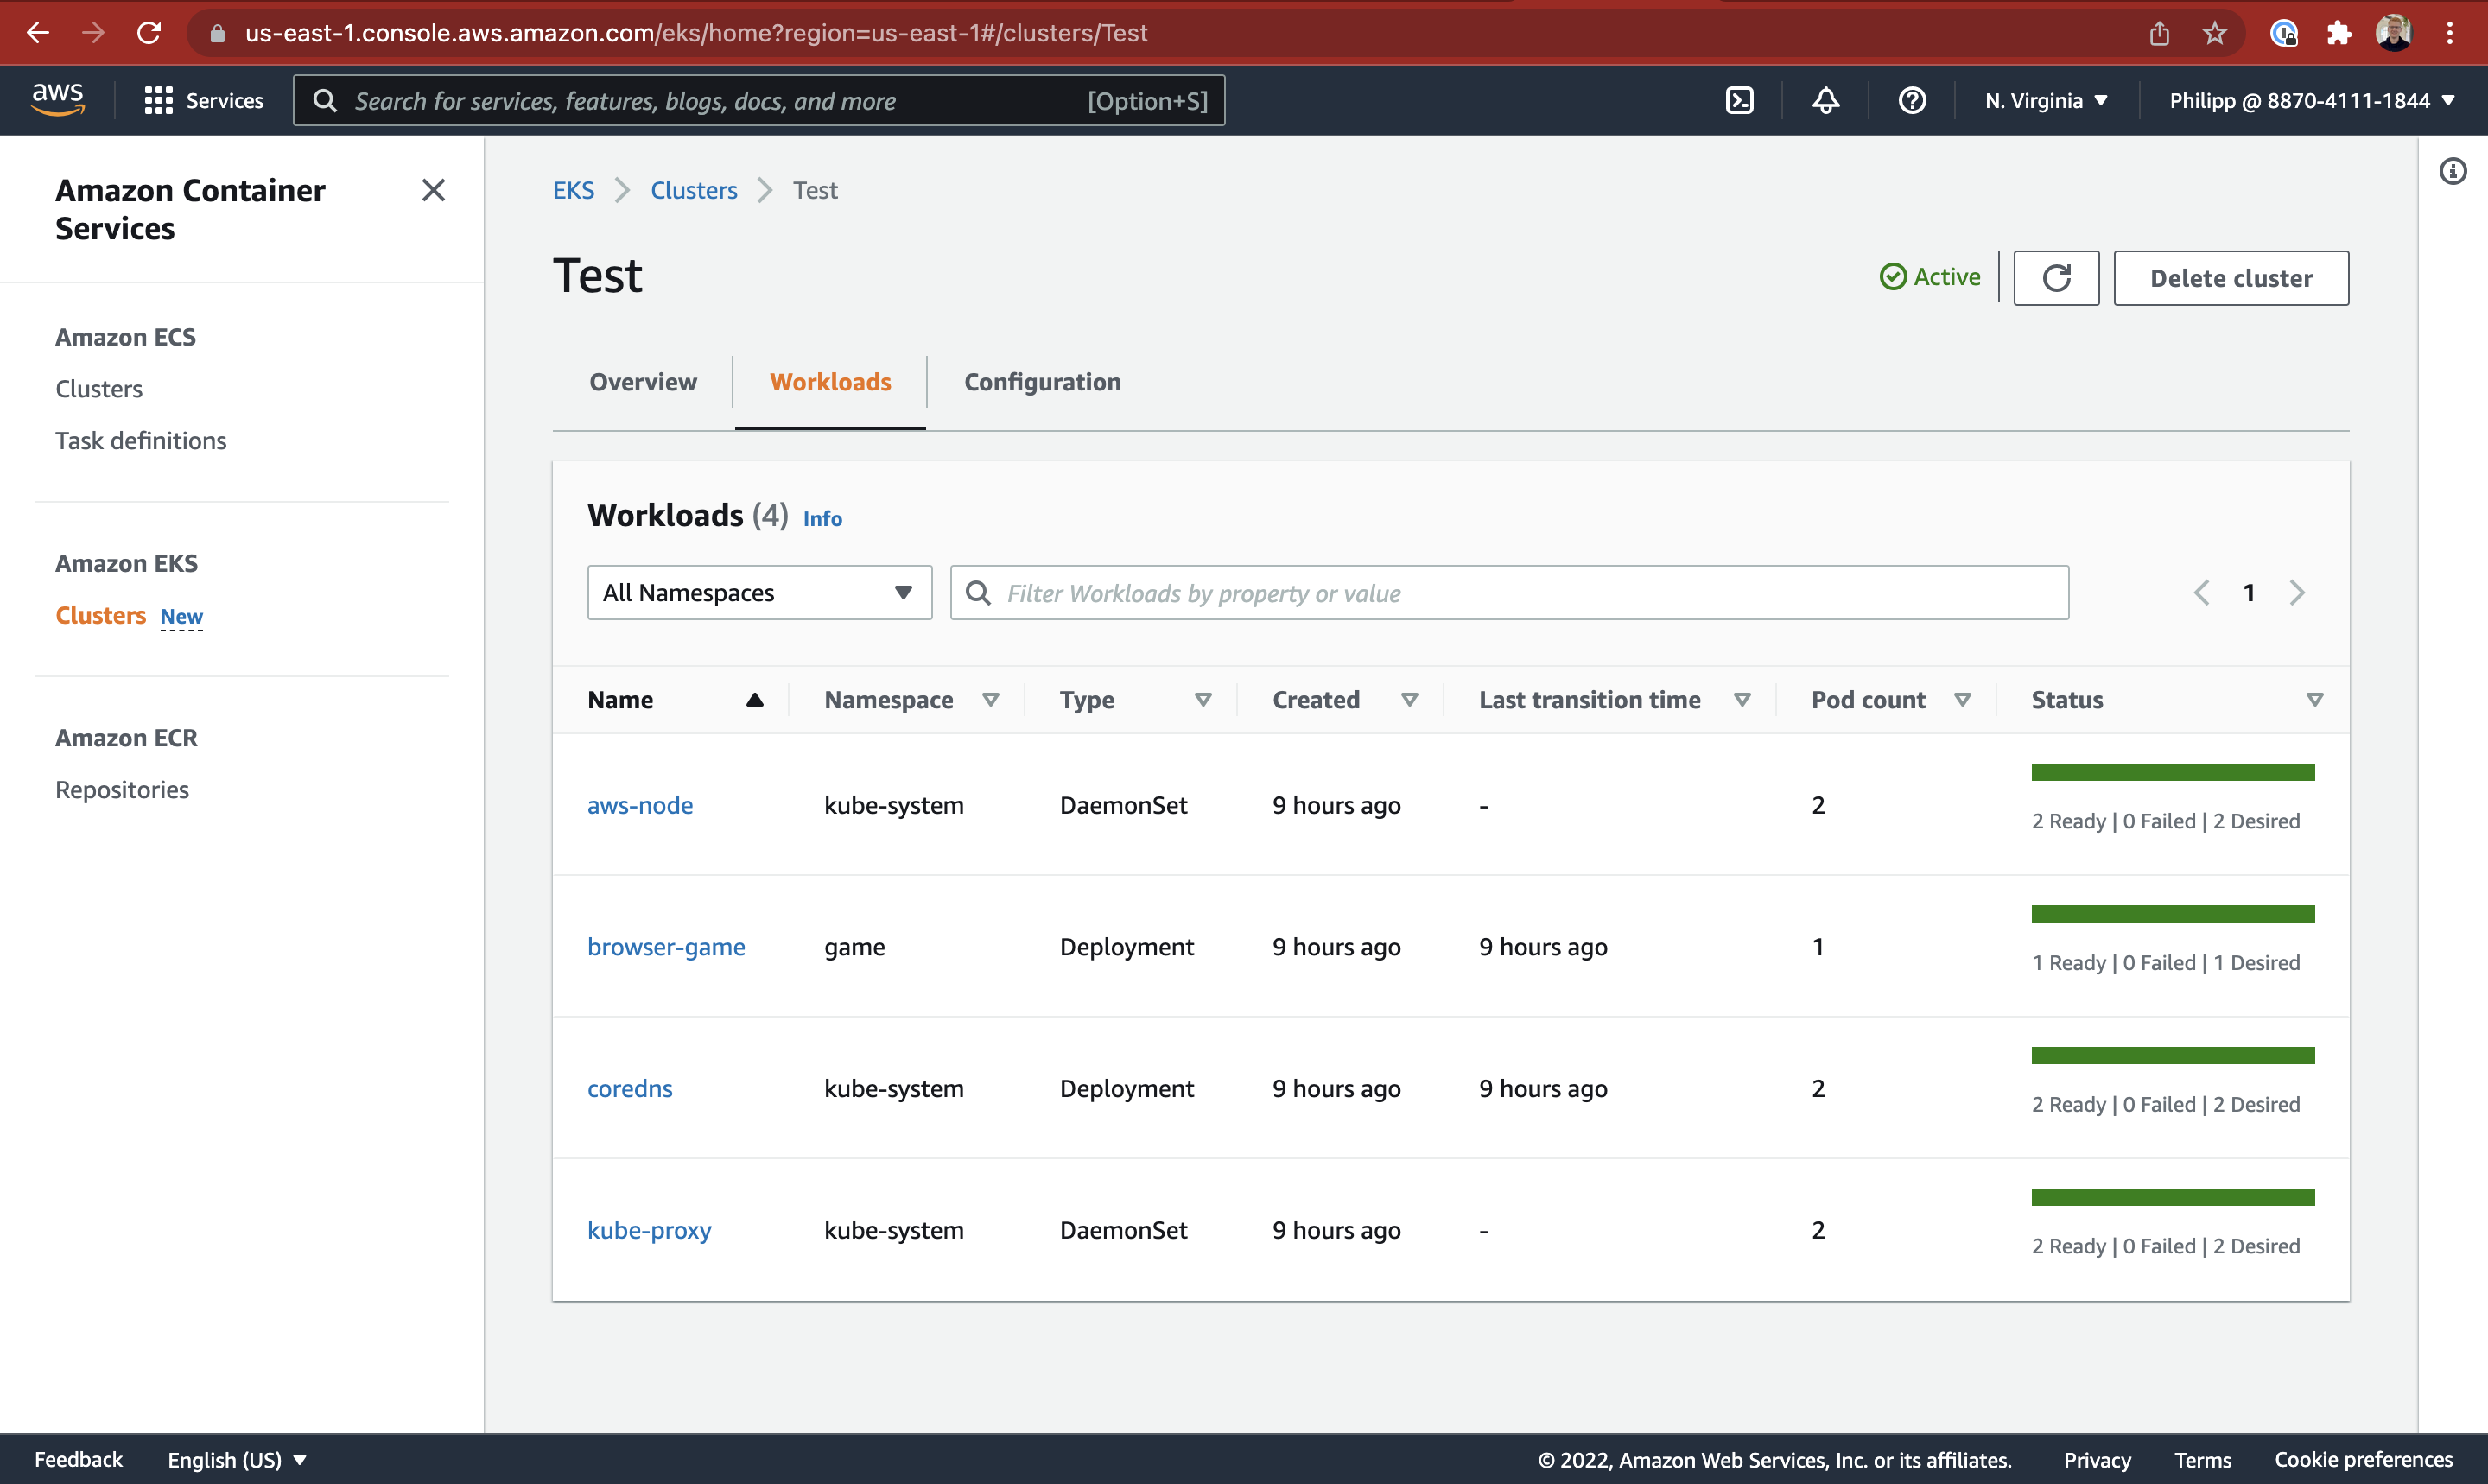 us-east-1.console.aws.amazon.com/eks/home?region=us-east-1#/clusters/Test
aws
Services
Search for services, features, blogs, docs, and more
[Option+S]
N. Virginia
Philipp @ 8870-4111-1844
Amazon Container
Services
Amazon ECS
Clusters
Task definitions
Amazon EKS
Clusters New
Amazon ECR
Repositories
EKS
Clusters
Test
Test
Active
Delete cluster
Overview
Workloads
Configuration
Workloads (4) Info
All Namespaces
Filter Workloads by property or value
1
Name Namespace Type Created Last transition time Pod count Status
aws-node kube-system DaemonSet 9 hours ago - 2
2 Ready | 0 Failed | 2 Desired
browser-game game Deployment 9 hours ago 9 hours ago 1
1 Ready | 0 Failed | 1 Desired
coredns kube-system Deployment 9 hours ago 9 hours ago 2
2 Ready | 0 Failed | 2 Desired
kube-proxy kube-system DaemonSet 9 hours ago - 2
2 Ready | 0 Failed | 2 Desired
Feedback
English (US)
© 2022, Amazon Web Services, Inc. or its affiliates.
Privacy
Terms
Cookie preferences